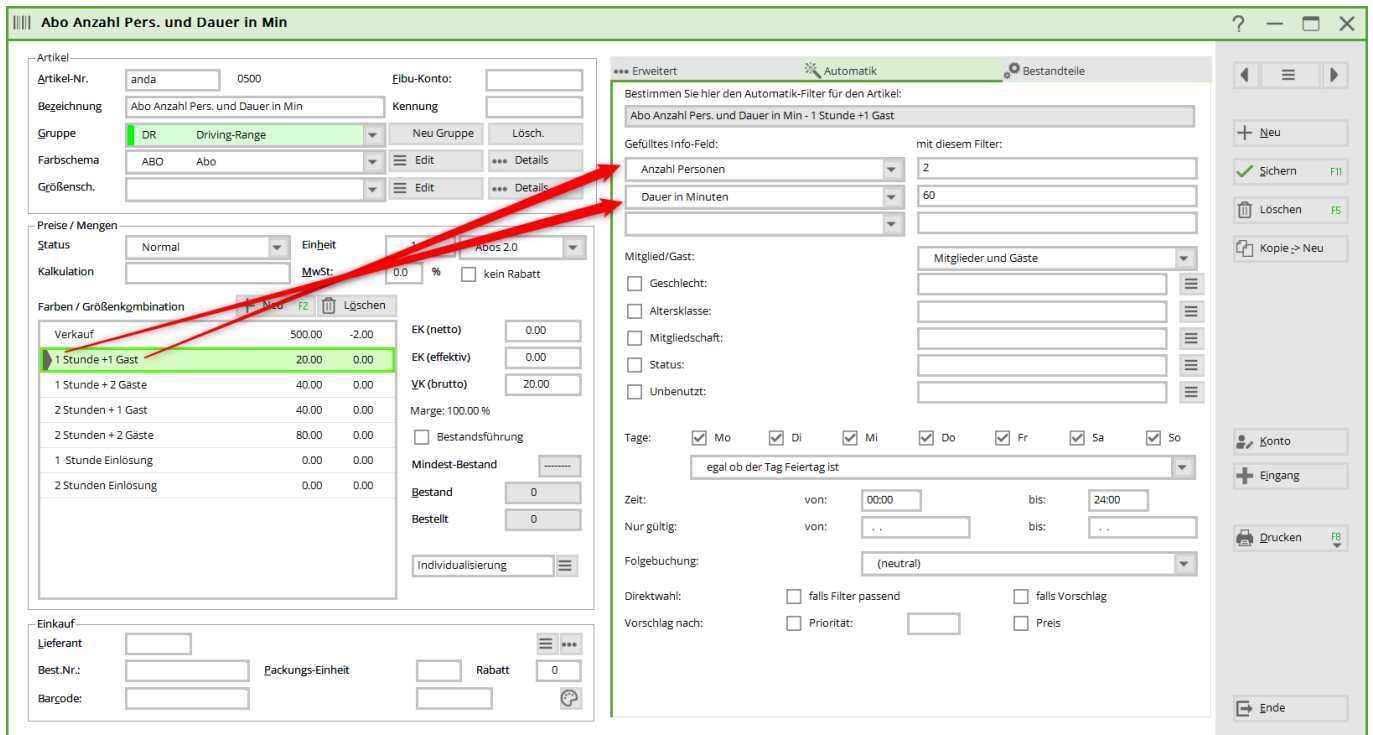 Abo Anzahl Pers. und Dauer in Min
?
Artikel
Artikel-Nr. anda 0500 Fibu-Konto:
Bezeichnung Abo Anzahl Pers. und Dauer in Min Kennung
Gruppe DR Driving-Range Neu Gruppe Lösch.
Farbschema ABO Abo Edit Details
Größensch. Edit Details
Preise / Mengen
Status Normal Einheit Abos 2.0
Kalkulation MwSt: 0.0 % kein Rabatt
Farben / Größenkombination Neu F2 Löschen
Verkauf 500.00 -2.00
1 Stunde +1 Gast 20.00 0.00
1 Stunde + 2 Gäste 40.00 0.00
2 Stunden + 1 Gast 40.00 0.00
2 Stunden + 2 Gäste 80.00 0.00
1 Stunde Einlösung 0.00 0.00
2 Stunden Einlösung 0.00 0.00
EK (netto) 0.00
EK (effektiv) 0.00
VK (brutto) 20.00
Marge: 100.00 %
Bestandsführung
Mindest-Bestand --------
Bestand 0
Bestellt 0
Individualisierung
Einkauf
Lieferant
Best.Nr.: Packungs-Einheit Rabatt 0
Barcode:
Erweitert Automatik Bestandteile
Bestimmen Sie hier den Automatik-Filter für den Artikel:
Abo Anzahl Pers. und Dauer in Min - 1 Stunde +1 Gast
Gefülltes Info-Feld: mit diesem Filter:
Anzahl Personen 2
Dauer in Minuten 60
Mitglied/Gast: Mitglieder und Gäste
Geschlecht:
Altersklasse:
Mitgliedschaft:
Status:
Unbenutzt:
Tage: Mo Di Mi Do Fr Sa So
egal ob der Tag Feiertag ist
Zeit: von: 00:00 bis: 24:00
Nur gültig: von: . . bis: . .
Folgebuchung: (neutral)
Direktwahl: falls Filter passend falls Vorschlag
Vorschlag nach: Priorität: Preis
Neu
Sichern F11
Löschen F5
Kopie -> Neu
Konto
Eingang
Drucken F8
Ende